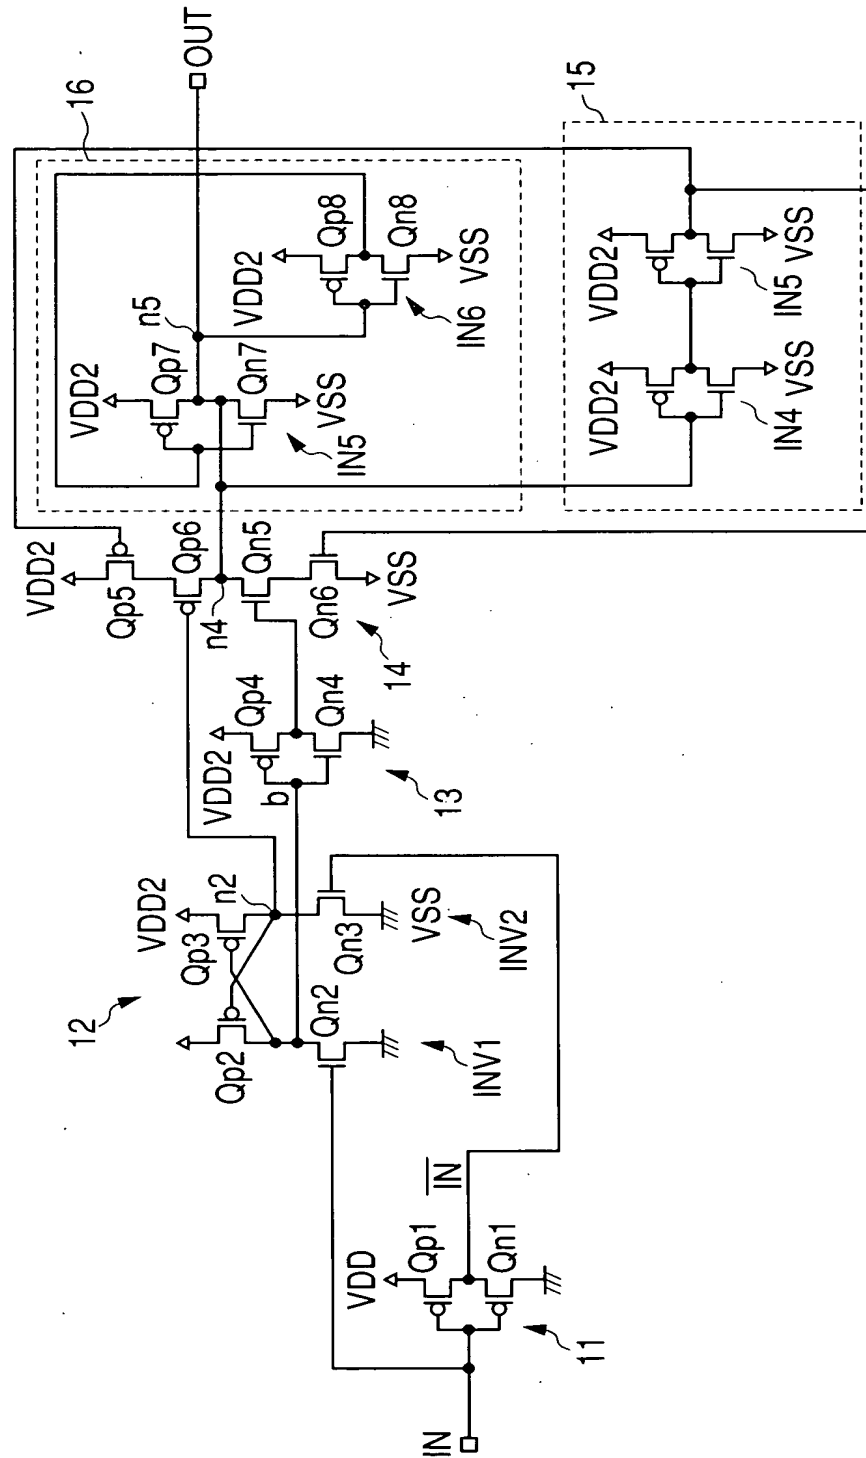 IN
11
VDD
Qp1
Qn1
IN
12
Qp2
Qn2
INV1
VDD2
Qp3
n2
Qn3
VSS
INV2
VDD2
b
Qp4
Qn4
13
VDD2
Qp5
Qp6
n4
Qn5
Qn6
VSS
14
16
VDD2
Qp7
n5
Qn7
VSS
IN5
VDD2
Qp8
Qn8
VSS
IN6
OUT
15
VDD2
VSS
IN4
VDD2
VSS
IN5